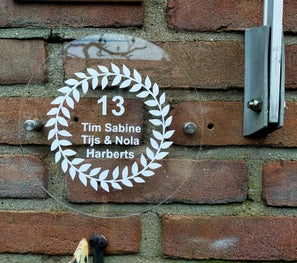 13
Tim Sabine
Tijs & Nola
Harberts